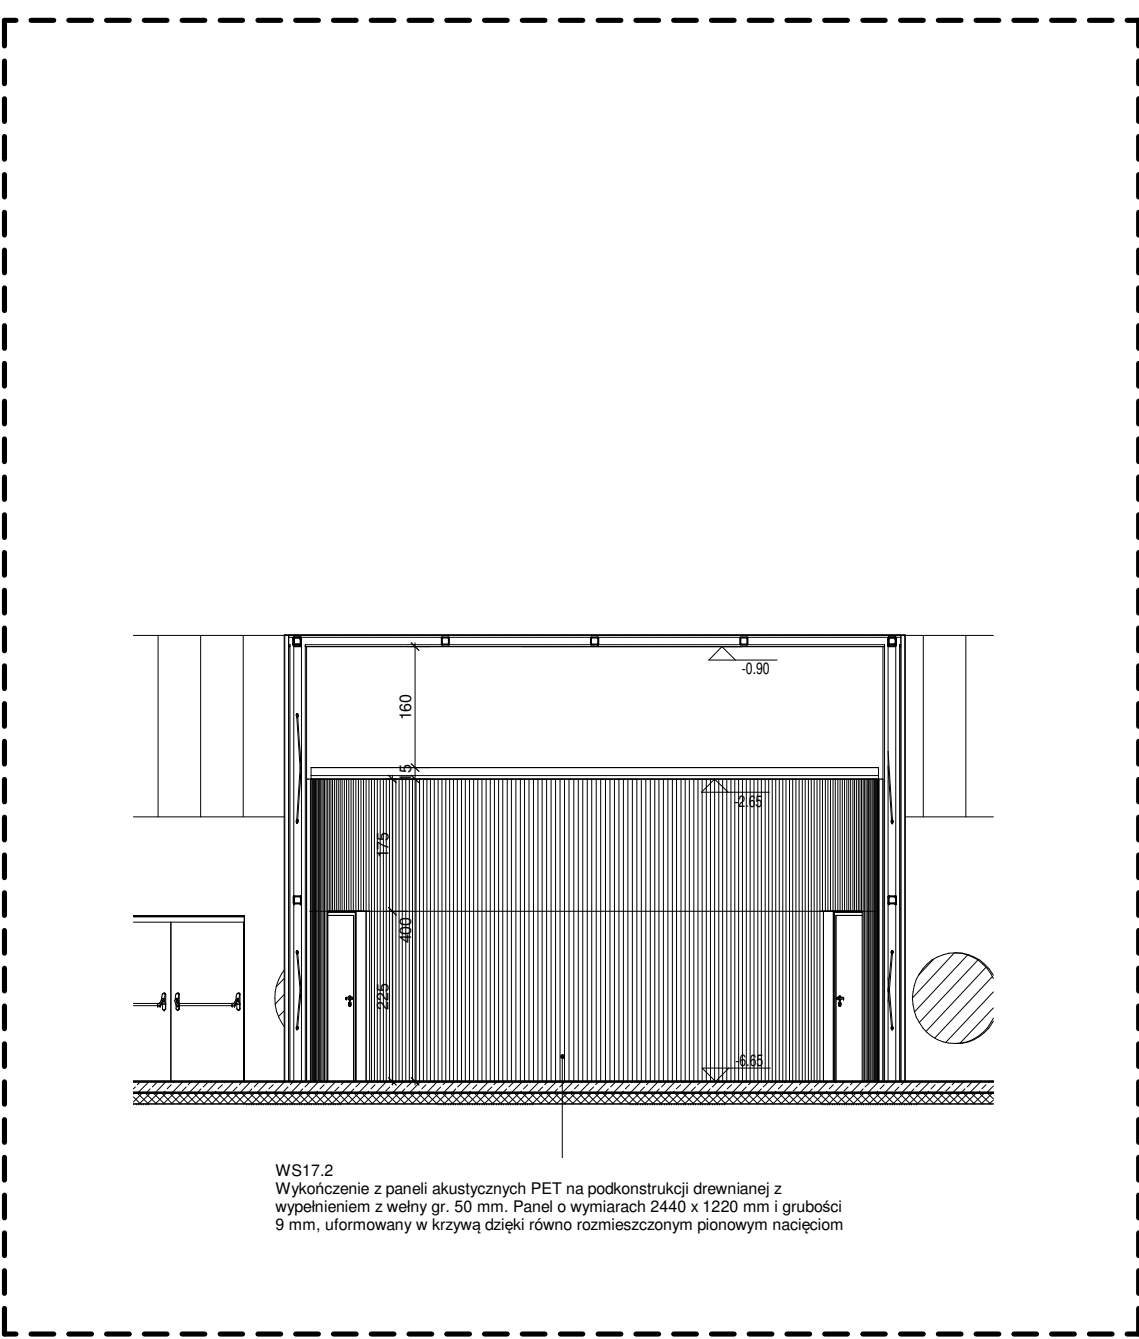 -0.90
160
15
-2.65
175
400
225
-6.65
WS17.2
Wykończenie z paneli akustycznych PET na podkonstrukcji drewnianej z
wypełnieniem z wełny gr. 50 mm. Panel o wymiarach 2440 x 1220 mm i grubości
9 mm, uformowany w krzywą dzięki równo rozmieszczonym pionowym nacięciom